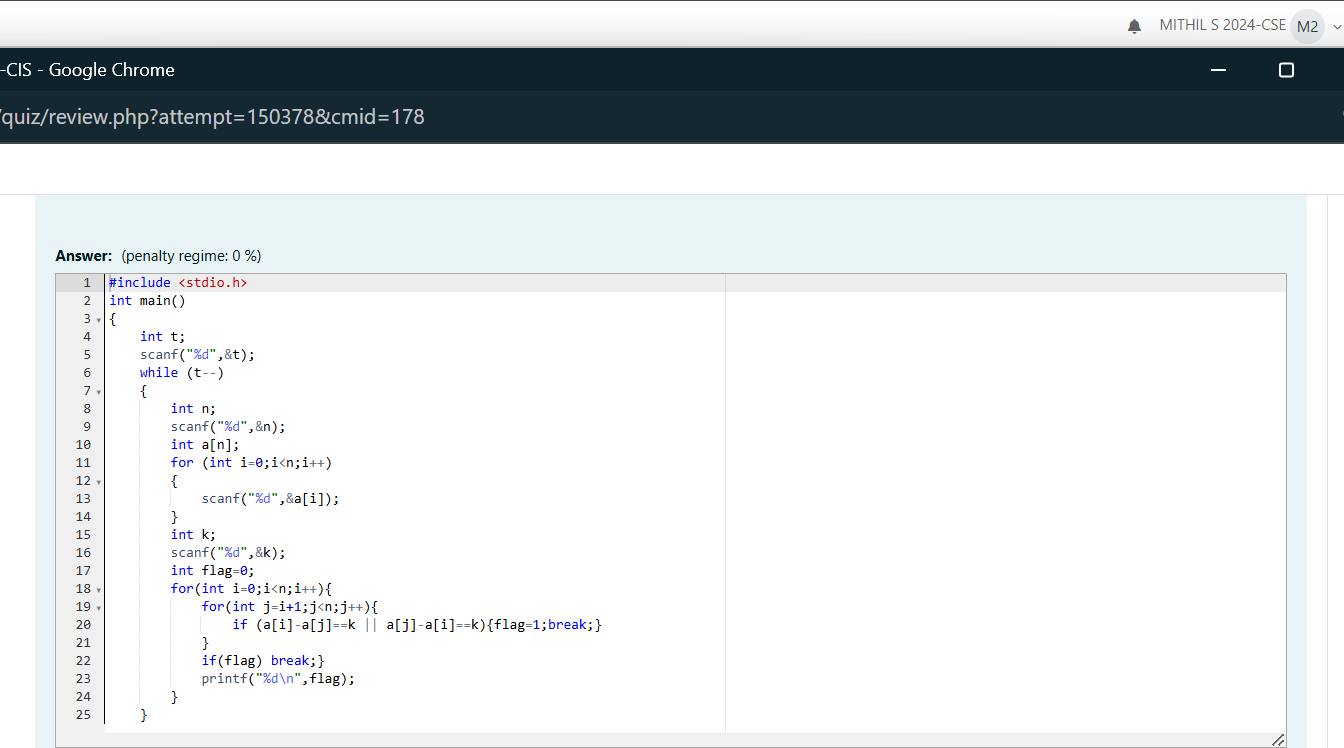 MITHIL S 2024-CSE M2
-CIS - Google Chrome
/quiz/review.php?attempt=150378&cmid=178
Answer: (penalty regime: 0 %)
1 #include <stdio.h>
2 int main()
3 {
4     int t;
5     scanf("%d",&t);
6     while (t--)
7     {
8         int n;
9         scanf("%d",&n);
10         int a[n];
11         for (int i=0;i<n;i++)
12         {
13             scanf("%d",&a[i]);
14         }
15         int k;
16         scanf("%d",&k);
17         int flag=0;
18         for(int i=0;i<n;i++){
19             for(int j=i+1;j<n;j++){
20                 if (a[i]-a[j]==k || a[j]-a[i]==k){flag=1;break;}
21             }
22             if(flag) break;}
23             printf("%d\n",flag);
24         }
25     }